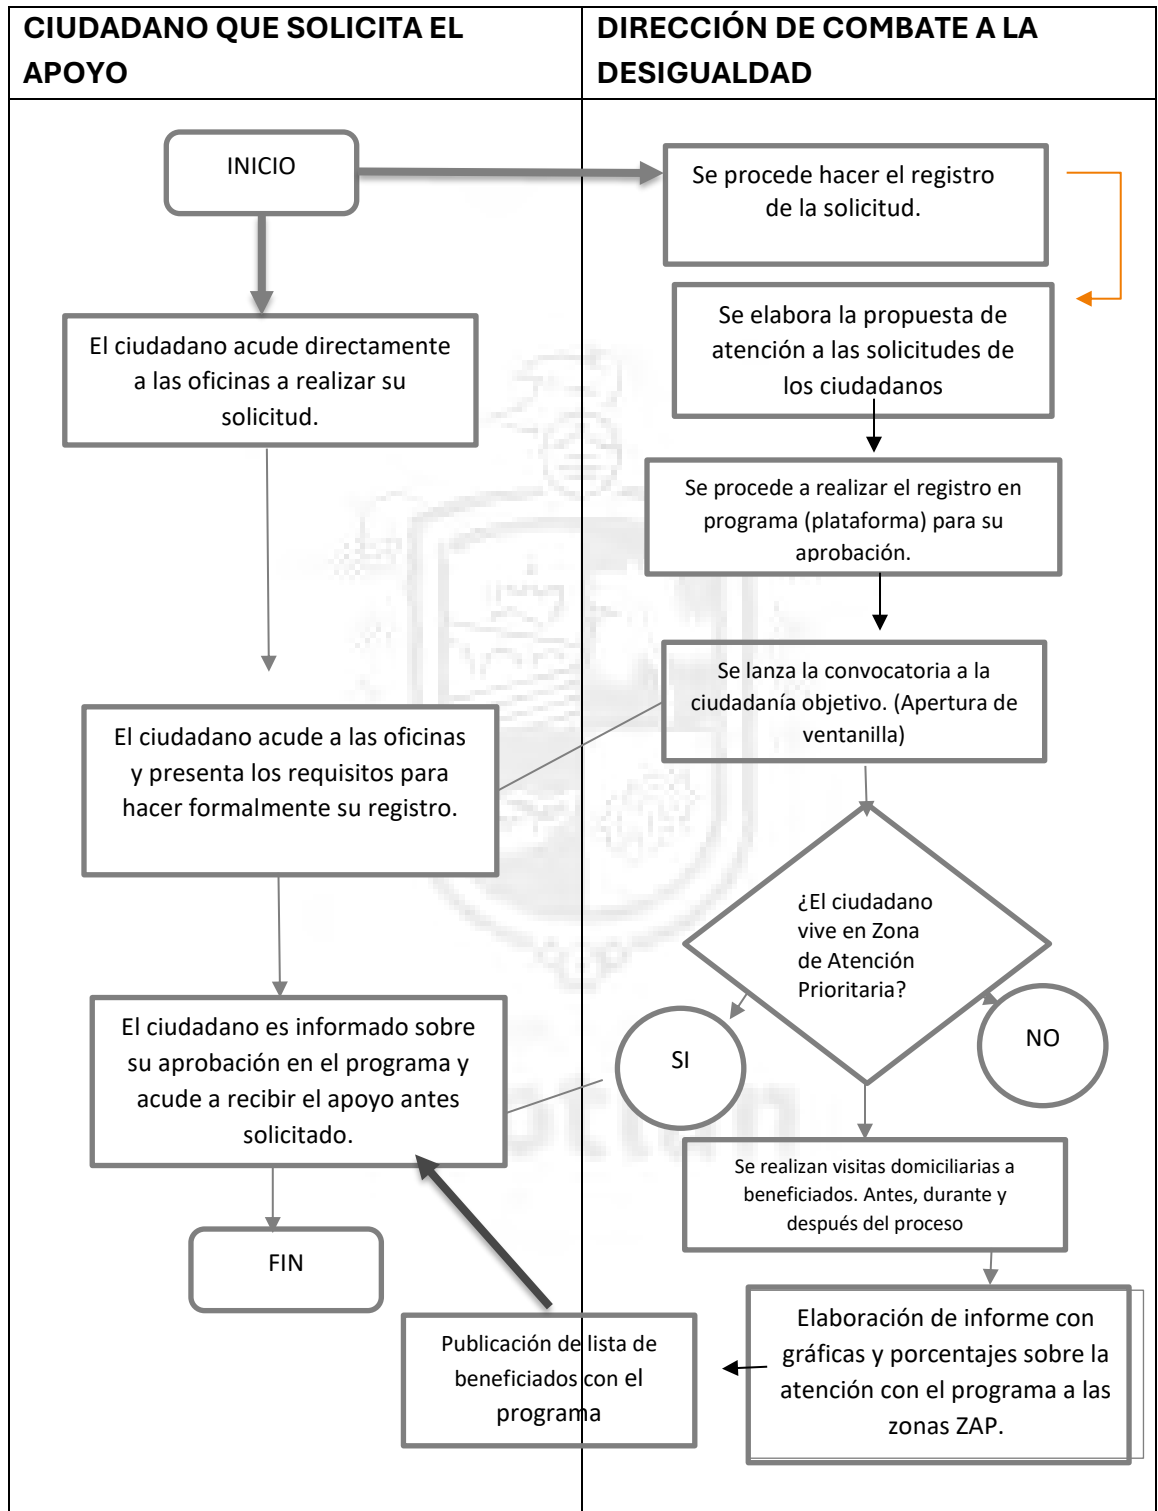 CIUDADANO QUE SOLICITA EL
APOYO
DIRECCIÓN DE COMBATE A LA
DESIGUALDAD
INICIO
El ciudadano acude directamente
a las oficinas a realizar su
solicitud.
El ciudadano acude a las oficinas
y presenta los requisitos para
hacer formalmente su registro.
El ciudadano es informado sobre
su aprobación en el programa y
acude a recibir el apoyo antes
solicitado.
FIN
Se procede hacer el registro
de la solicitud.
Se elabora la propuesta de
atención a las solicitudes de
los ciudadanos
Se procede a realizar el registro en
programa (plataforma) para su
aprobación.
Se lanza la convocatoria a la
ciudadanía objetivo. (Apertura de
ventanilla)
¿El ciudadano
vive en Zona
de Atención
Prioritaria?
SI
NO
Se realizan visitas domiciliarias a
beneficiados. Antes, durante y
después del proceso
Elaboración de informe con
gráficas y porcentajes sobre la
atención con el programa a las
zonas ZAP.
Publicación de lista de
beneficiados con el
programa